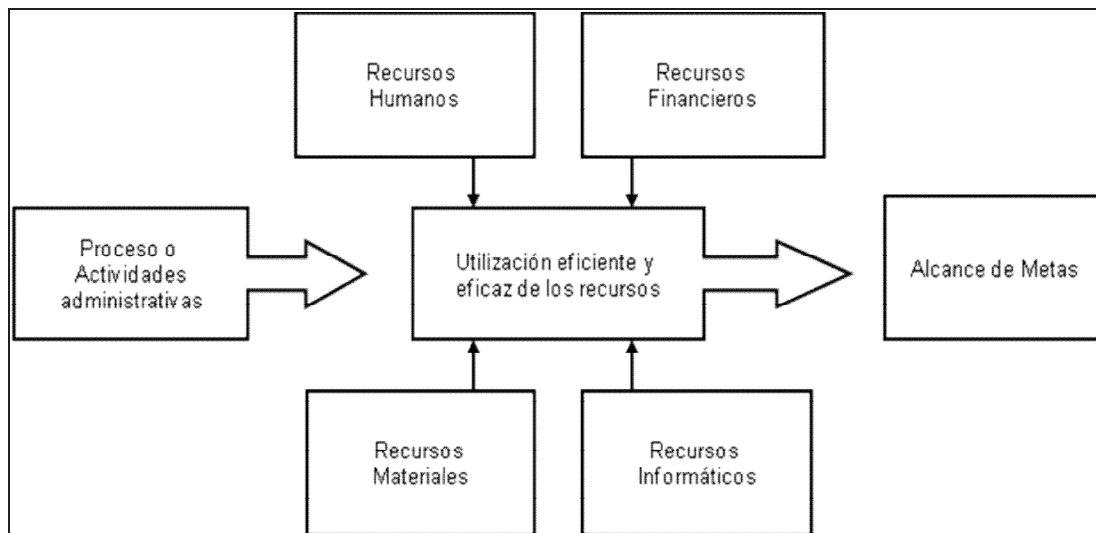 Recursos
Humanos
Recursos
Financieros
Proceso o
Actividades
administrativas
Utilización eficiente y
eficaz de los recursos
Alcance de Metas
Recursos
Materiales
Recursos
Informáticos